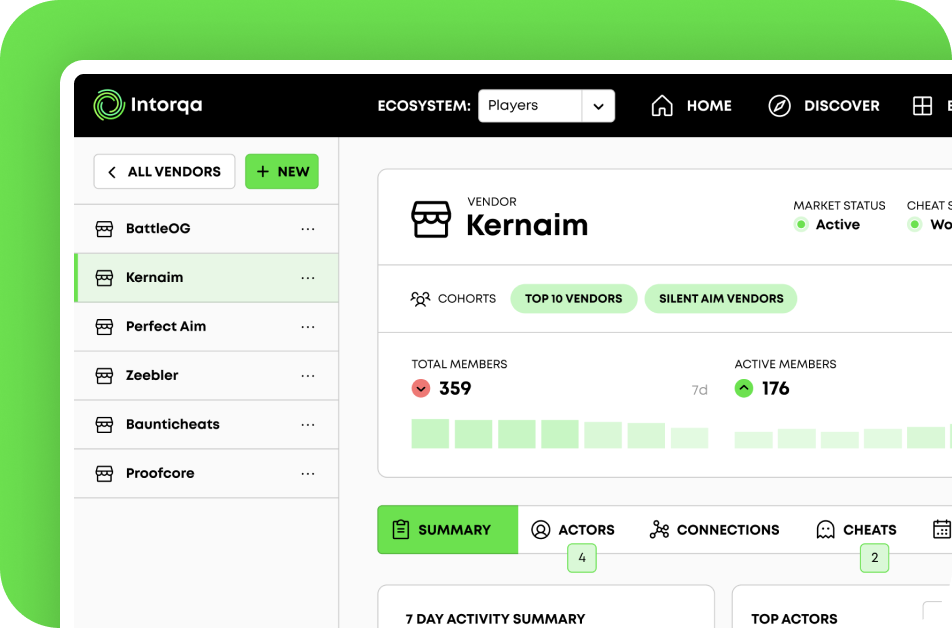 Intorqa
ECOSYSTEM: Players
HOME
DISCOVER
ALL VENDORS
+ NEW
BattleOG
Kernaim
Perfect Aim
Zeebler
Baunticheats
Proofcore
VENDOR
Kernaim
MARKET STATUS
Active
CHEAT
COHORTS
TOP 10 VENDORS
SILENT AIM VENDORS
TOTAL MEMBERS
359
7d
ACTIVE MEMBERS
176
SUMMARY
ACTORS
4
CONNECTIONS
CHEATS
2
7 DAY ACTIVITY SUMMARY
TOP ACTORS